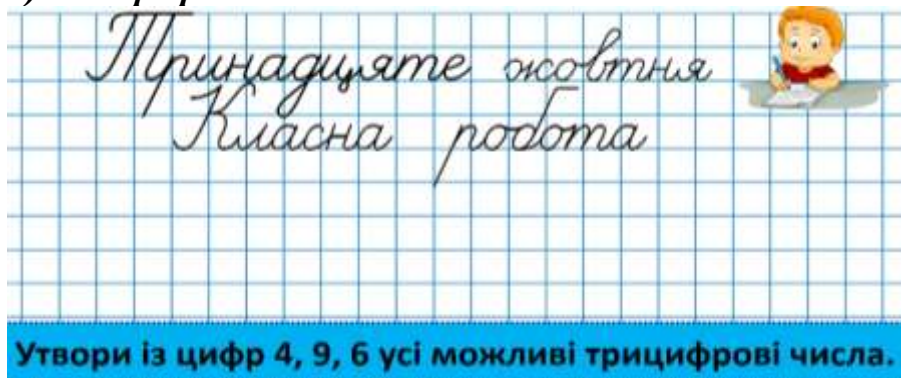 Тринадцяте жовтня
Класна робота
Утвори із цифр 4, 9, 6 усі можливі трицифрові числа.